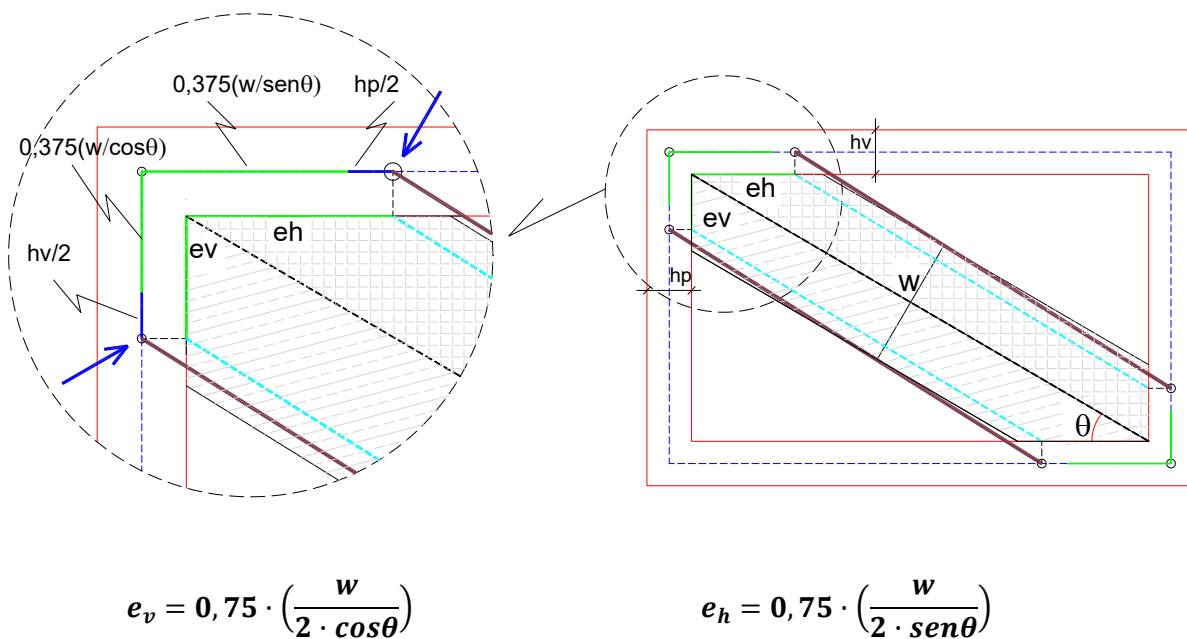 0,375(w/senθ) hp/2
0,375(w/cosθ)
hv/2
eh
ev
hv
eh
ev
hp
w
θ
e_v = 0,75 · (w / (2 · cosθ))
e_h = 0,75 · (w / (2 · senθ))